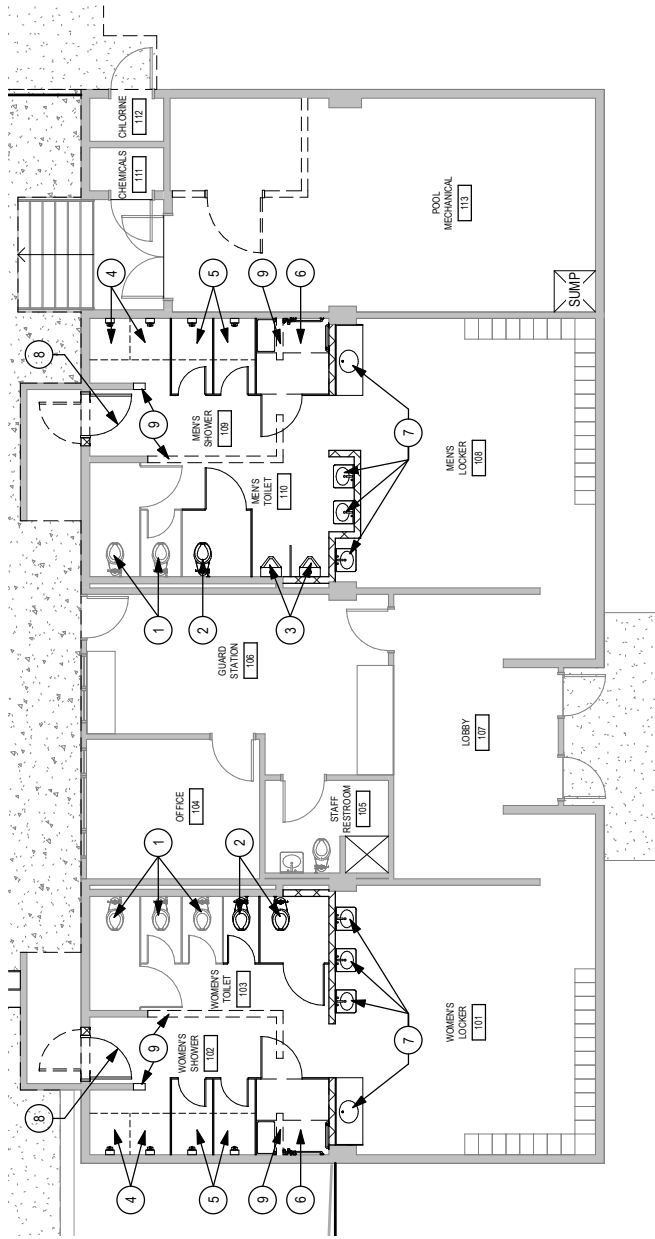 8
4
5
9
6
9
WOMEN'S
SHOWER
102
WOMEN'S
TOILET
103
1
2
7
WOMEN'S
LOCKER
101
OFFICE
104
STAFF
RESTROOM
105
GUARD
STATION
106
LOBBY
107
1
2
3
8
9
MEN'S
SHOWER
109
MEN'S
TOILET
110
4
5
9
6
7
MEN'S
LOCKER
108
CHEMICALS
111
CHLORINE
112
POOL
MECHANICAL
113
SUMP